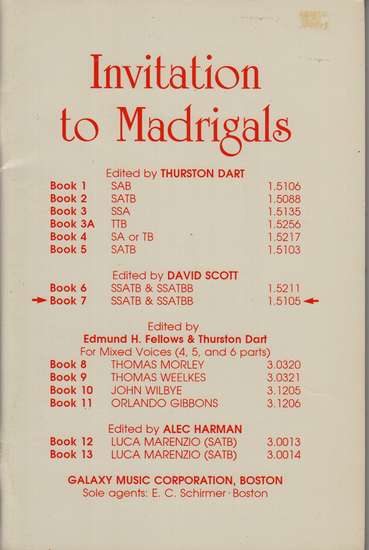 Invitation
to Madrigals
Edited by THURSTON DART
Book 1 SAB 1.5106
Book 2 SATB 1.5088
Book 3 SSA 1.5135
Book 3A TTB 1.5256
Book 4 SA or TB 1.5217
Book 5 SATB 1.5103
Edited by DAVID SCOTT
Book 6 SSATB & SSATBB 1.5211
Book 7 SSATB & SSATBB 1.5105
Edited by
Edmund H. Fellows & Thurston Dart
For Mixed Voices (4, 5, and 6 parts)
Book 8 THOMAS MORLEY 3.0320
Book 9 THOMAS WEELKES 3.0321
Book 10 JOHN WILBYE 3.1205
Book 11 ORLANDO GIBBONS 3.1206
Edited by ALEC HARMAN
Book 12 LUCA MARENZIO (SATB) 3.0013
Book 13 LUCA MARENZIO (SATB) 3.0014
GALAXY MUSIC CORPORATION, BOSTON
Sole agents: E. C. Schirmer · Boston